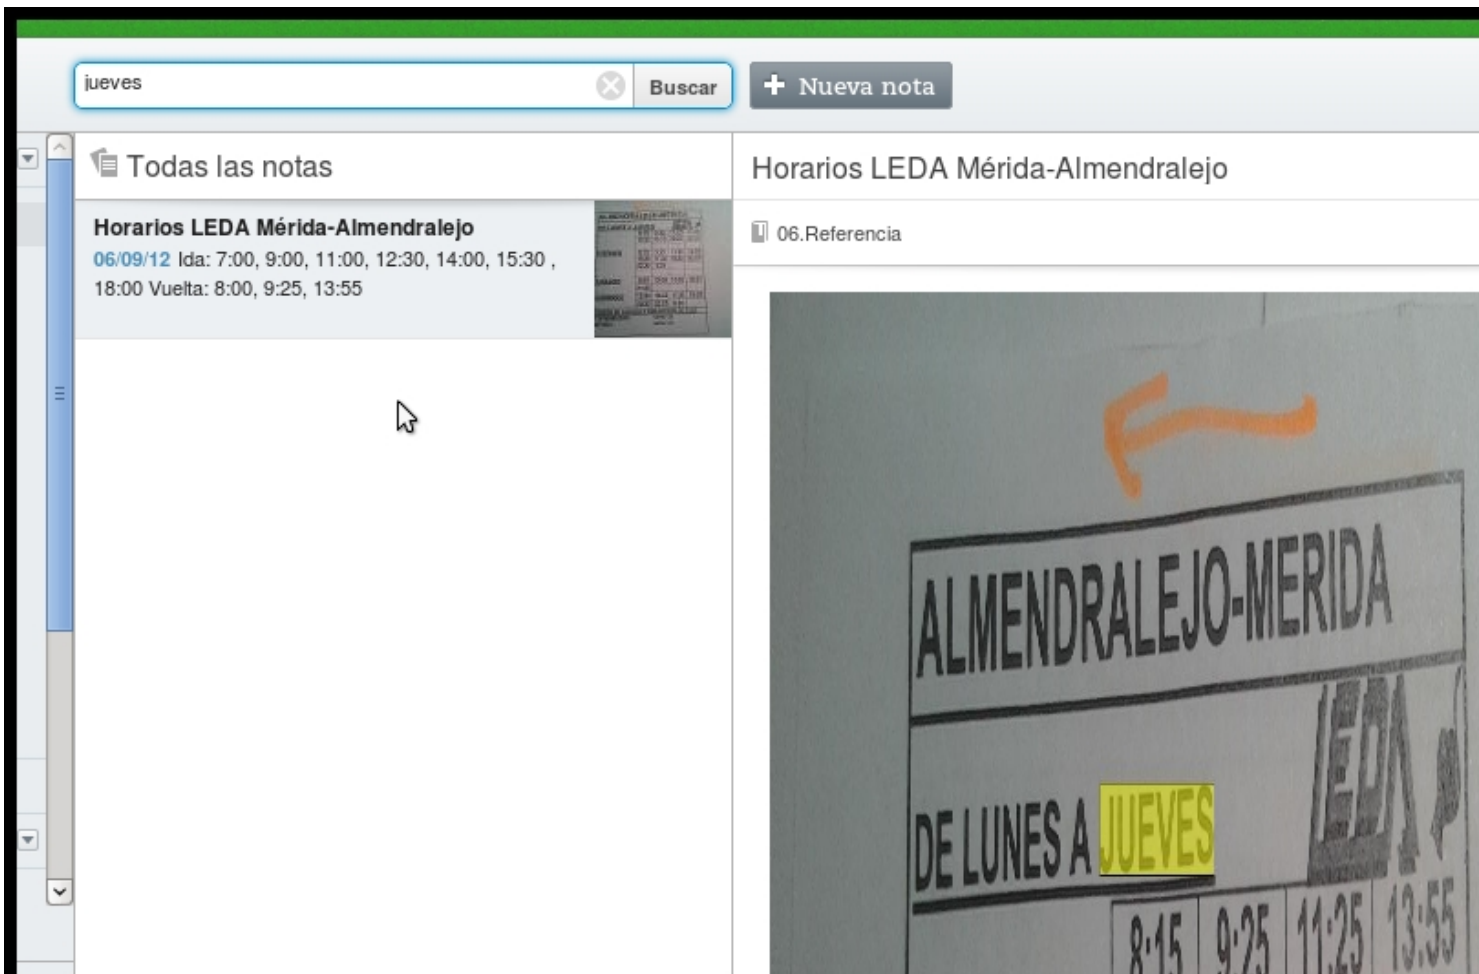 jueves
Buscar
+ Nueva nota
Todas las notas
Horarios LEDA Mérida-Almendralejo
06/09/12 Ida: 7:00, 9:00, 11:00, 12:30, 14:00, 15:30 ,
18:00 Vuelta: 8:00, 9:25, 13:55
Horarios LEDA Mérida-Almendralejo
06.Referencia
ALMENDRALEJO-MERIDA
LEDA
DE LUNES A JUEVES
8:15 9:25 11:25 13:55